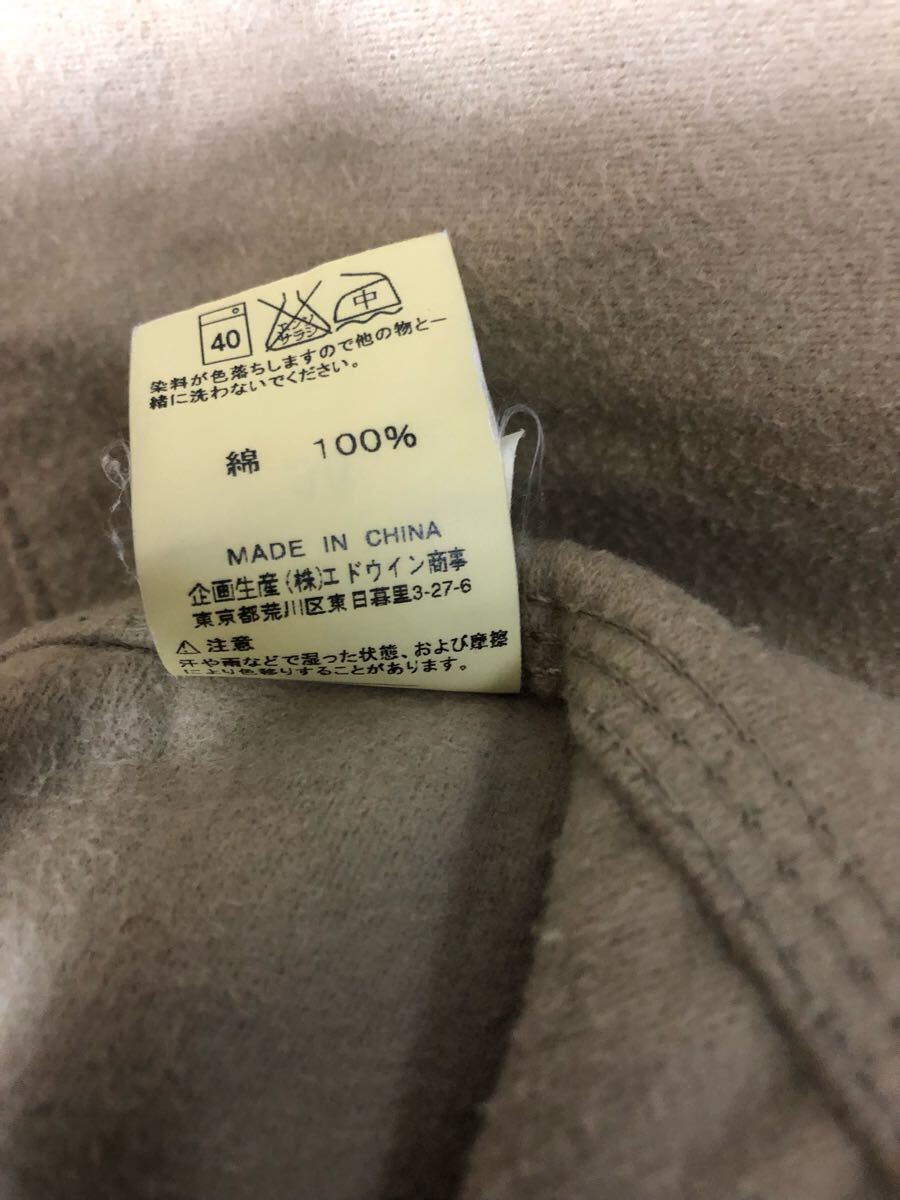 40 エンソ サラシ 中
染料が色落ちしますので他の物と一
緒に洗わないでください。
綿 100%
MADE IN CHINA
企画生産(株)エドウイン商事
東京都荒川区東日暮里3-27-6
⚠注意
汗や雨などで湿った状態、および摩擦
により色移りすることがあります。